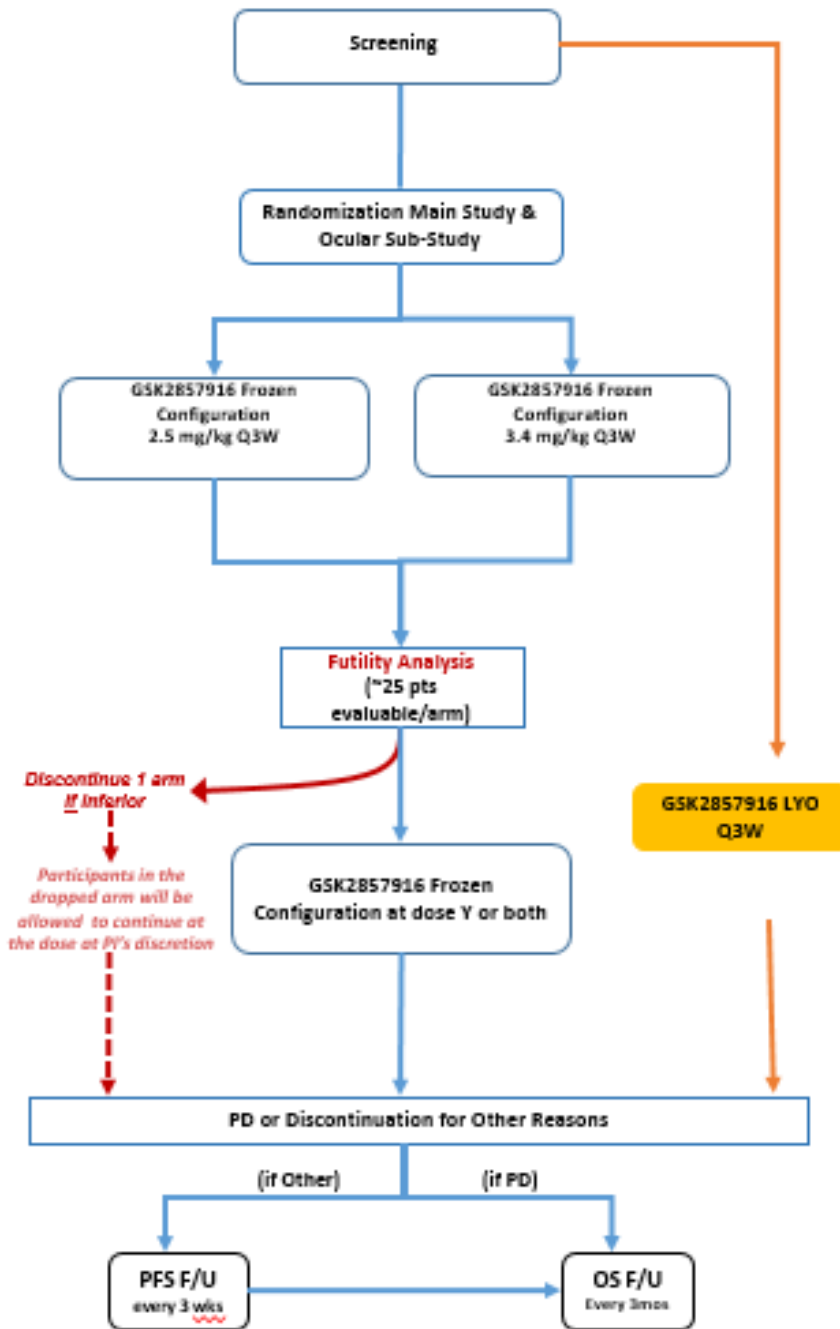 Screening
Randomization Main Study &
Ocular Sub-Study
GSK2857916 Frozen
Configuration
2.5 mg/kg Q3W
GSK2857916 Frozen
Configuration
3.4 mg/kg Q3W
Futility Analysis
(~25 pts
evaluable/arm)
Discontinue 1 arm
if inferior
Participants in the
dropped arm will be
allowed to continue at
the dose at PI's discretion
GSK2857916 Frozen
Configuration at dose Y or both
GSK2857916 LYO
Q3W
PD or Discontinuation for Other Reasons
(if Other)
(if PD)
PFS F/U
every 3 wks
OS F/U
Every 3mos